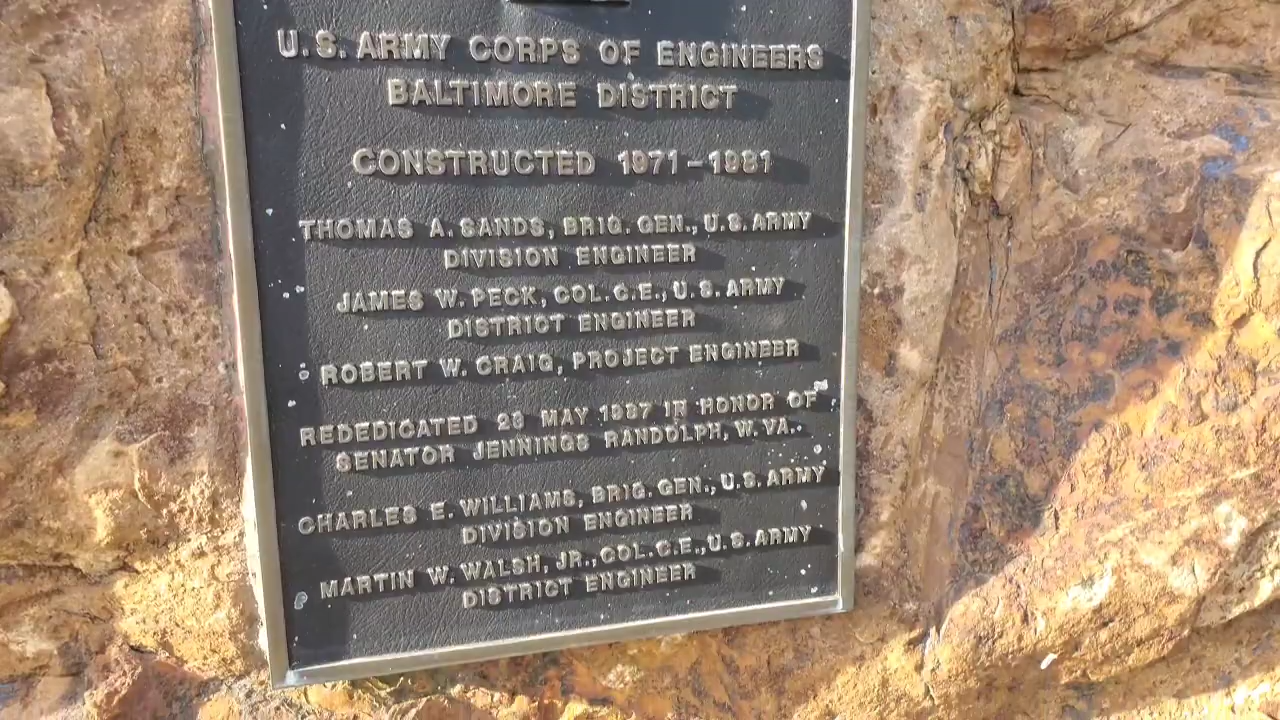 U.S. ARMY CORPS OF ENGINEERS
BALTIMORE DISTRICT
CONSTRUCTED 1971-1981
THOMAS A. SANDS, BRIG. GEN., U.S. ARMY
DIVISION ENGINEER
JAMES W. PECK, COL. C.E., U.S. ARMY
DISTRICT ENGINEER
ROBERT W. CRAIG, PROJECT ENGINEER
REDEDICATED 28 MAY 1987 IN HONOR OF
SENATOR JENNINGS RANDOLPH, W. VA.
CHARLES E. WILLIAMS, BRIG. GEN., U.S. ARMY
DIVISION ENGINEER
MARTIN W. WALSH, JR., COL. C.E., U.S. ARMY
DISTRICT ENGINEER